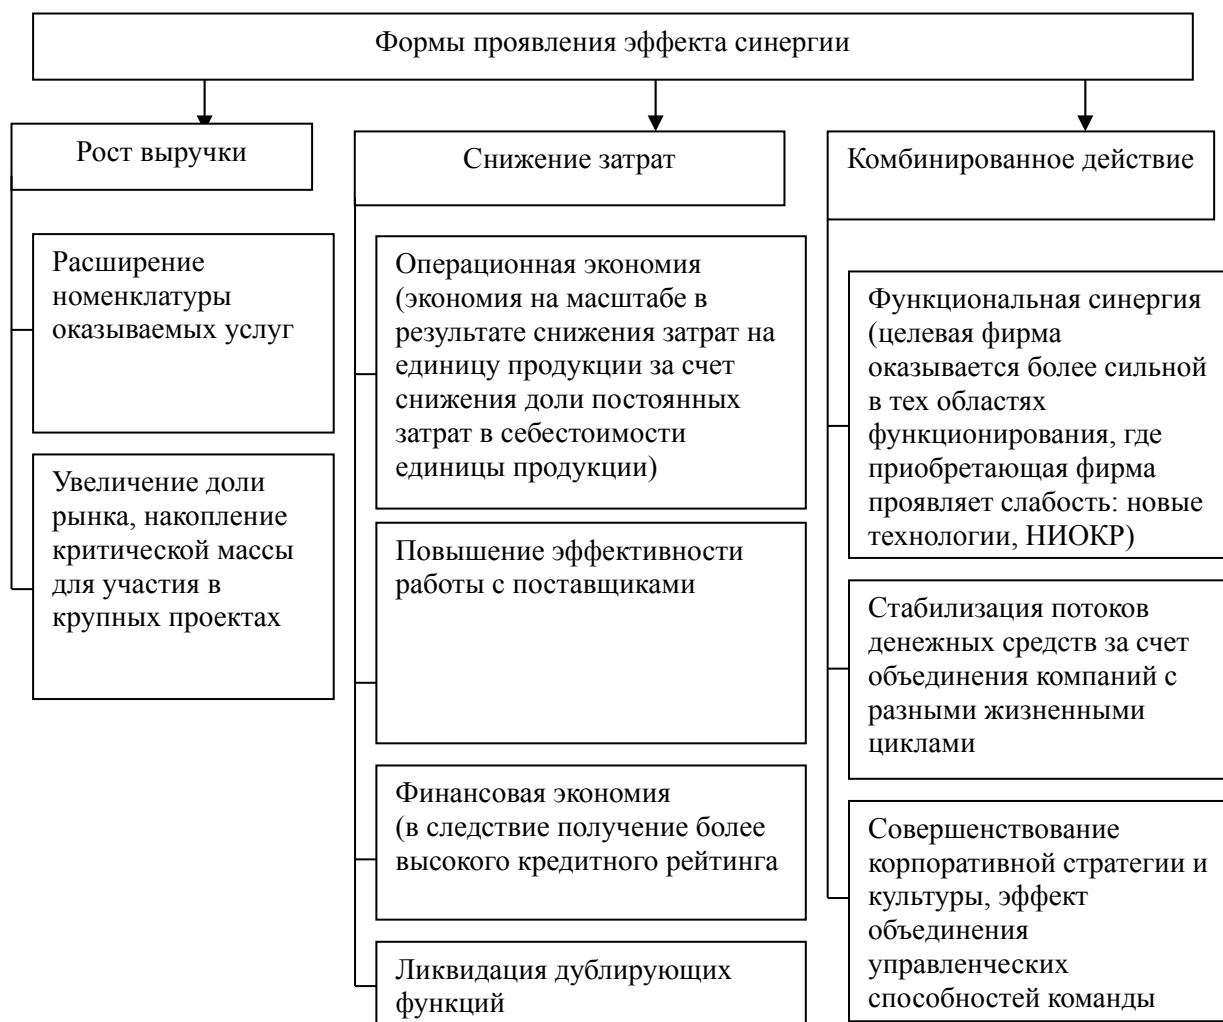 Формы проявления эффекта синергии
Рост выручки
Расширение
номенклатуры
оказываемых услуг
Увеличение доли
рынка, накопление
критической массы
для участия в
крупных проектах
Снижение затрат
Операционная экономия
(экономия на масштабе в
результате снижения затрат на
единицу продукции за счет
снижения доли постоянных
затрат в себестоимости
единицы продукции)
Повышение эффективности
работы с поставщиками
Финансовая экономия
(в следствие получение более
высокого кредитного рейтинга
Ликвидация дублирующих
функций
Комбинированное действие
Функциональная синергия
(целевая фирма
оказывается более сильной
в тех областях
функционирования, где
приобретающая фирма
проявляет слабость: новые
технологии, НИОКР)
Стабилизация потоков
денежных средств за счет
объединения компаний с
разными жизненными
циклами
Совершенствование
корпоративной стратегии и
культуры, эффект
объединения
управленческих
способностей команды